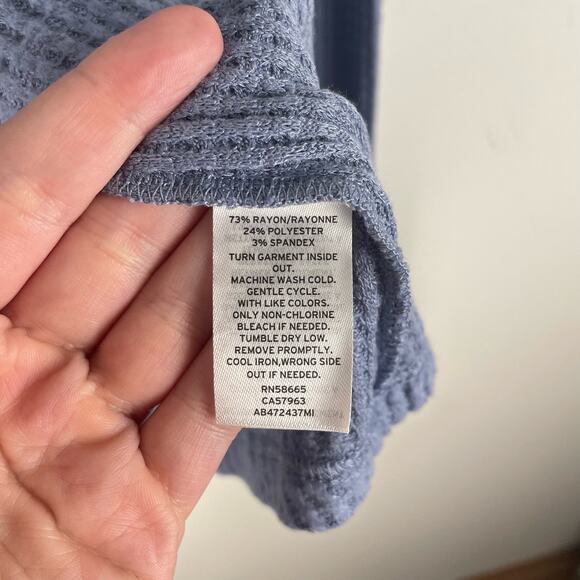 73% RAYON/RAYONNE
24% POLYESTER
3% SPANDEX
TURN GARMENT INSIDE
OUT.
MACHINE WASH COLD.
GENTLE CYCLE.
WITH LIKE COLORS.
ONLY NON-CHLORINE
BLEACH IF NEEDED.
TUMBLE DRY LOW.
REMOVE PROMPTLY.
COOL IRON,WRONG SIDE
OUT IF NEEDED.
RN58665
CA57963
AB472437MI